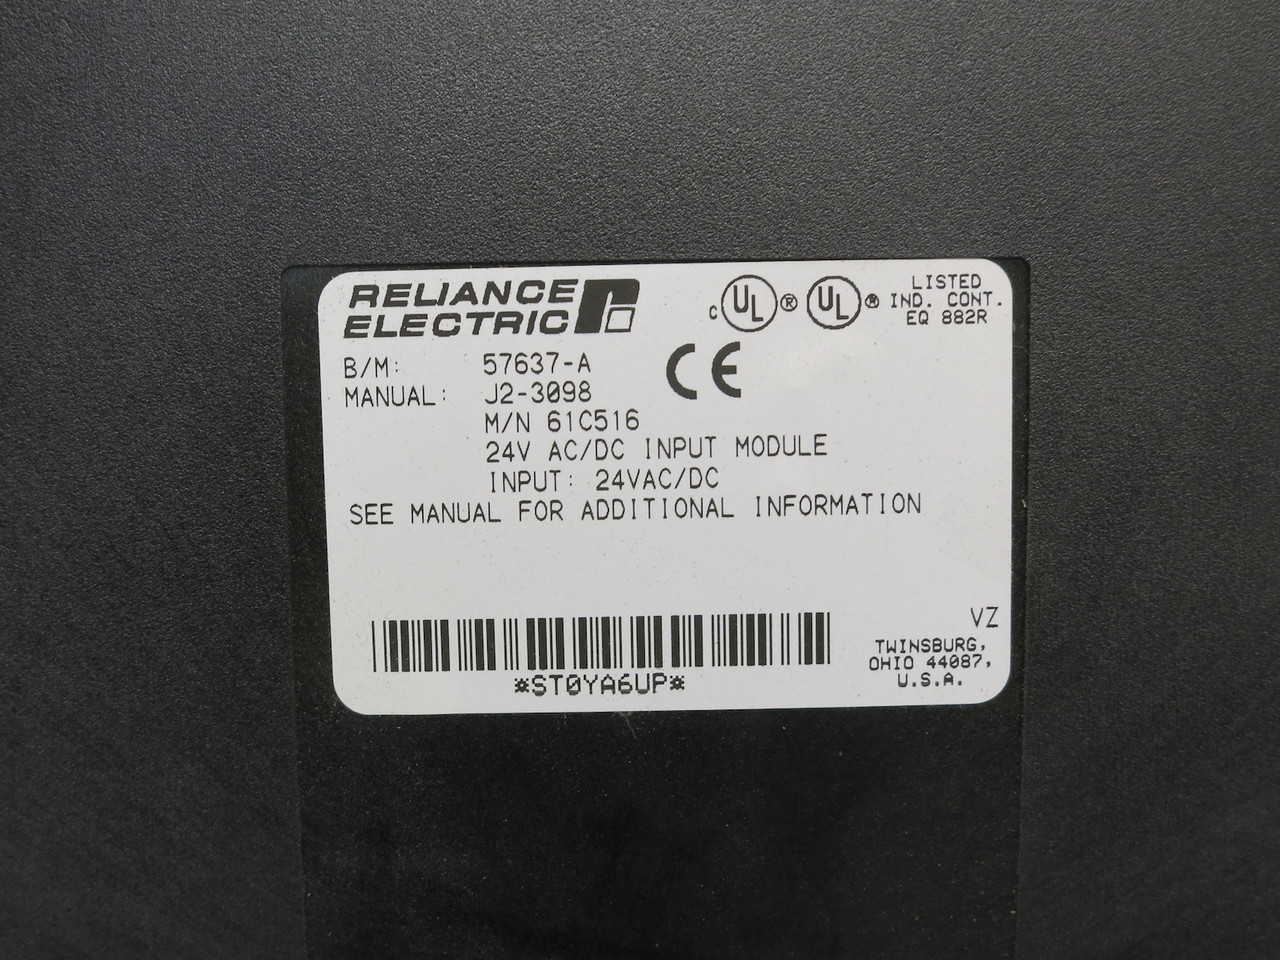 RELIANCE
ELECTRIC
c UL ® UL ® LISTED
IND. CONT.
EQ 882R
B/M: 57637-A
MANUAL: J2-3098
CE
M/N 61C516
24V AC/DC INPUT MODULE
INPUT: 24VAC/DC
SEE MANUAL FOR ADDITIONAL INFORMATION
*ST0YA6UP*
VZ
TWINSBURG,
OHIO 44087,
U.S.A.